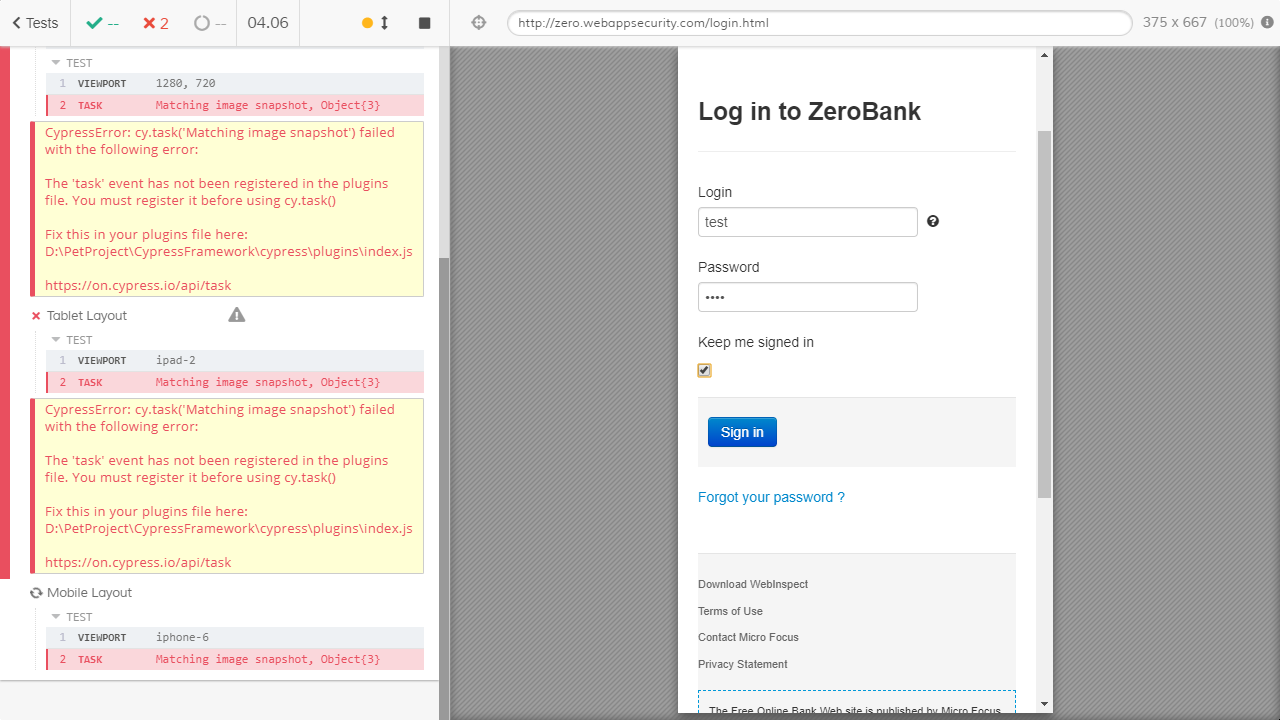 Tests
--
2
--
04.06
http://zero.webappsecurity.com/login.html
375 x 667 (100%)
TEST
1 VIEWPORT 1280, 720
2 TASK Matching image snapshot, Object{3}
CypressError: cy.task('Matching image snapshot') failed
with the following error:
The 'task' event has not been registered in the plugins
file. You must register it before using cy.task()
Fix this in your plugins file here:
D:\PetProject\CypressFramework\cypress\plugins\index.js
https://on.cypress.io/api/task
Tablet Layout
TEST
1 VIEWPORT ipad-2
2 TASK Matching image snapshot, Object{3}
CypressError: cy.task('Matching image snapshot') failed
with the following error:
The 'task' event has not been registered in the plugins
file. You must register it before using cy.task()
Fix this in your plugins file here:
D:\PetProject\CypressFramework\cypress\plugins\index.js
https://on.cypress.io/api/task
Mobile Layout
TEST
1 VIEWPORT iphone-6
2 TASK Matching image snapshot, Object{3}
Log in to ZeroBank
Login
test
Password
••••
Keep me signed in
Sign in
Forgot your password ?
Download WebInspect
Terms of Use
Contact Micro Focus
Privacy Statement
The Free Online Bank Web site is published by Micro Focus